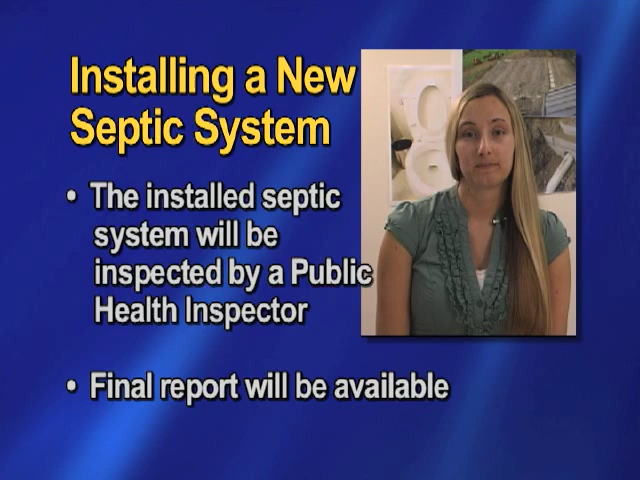 Installing a New
Septic System
• The installed septic
system will be
inspected by a Public
Health Inspector
• Final report will be available